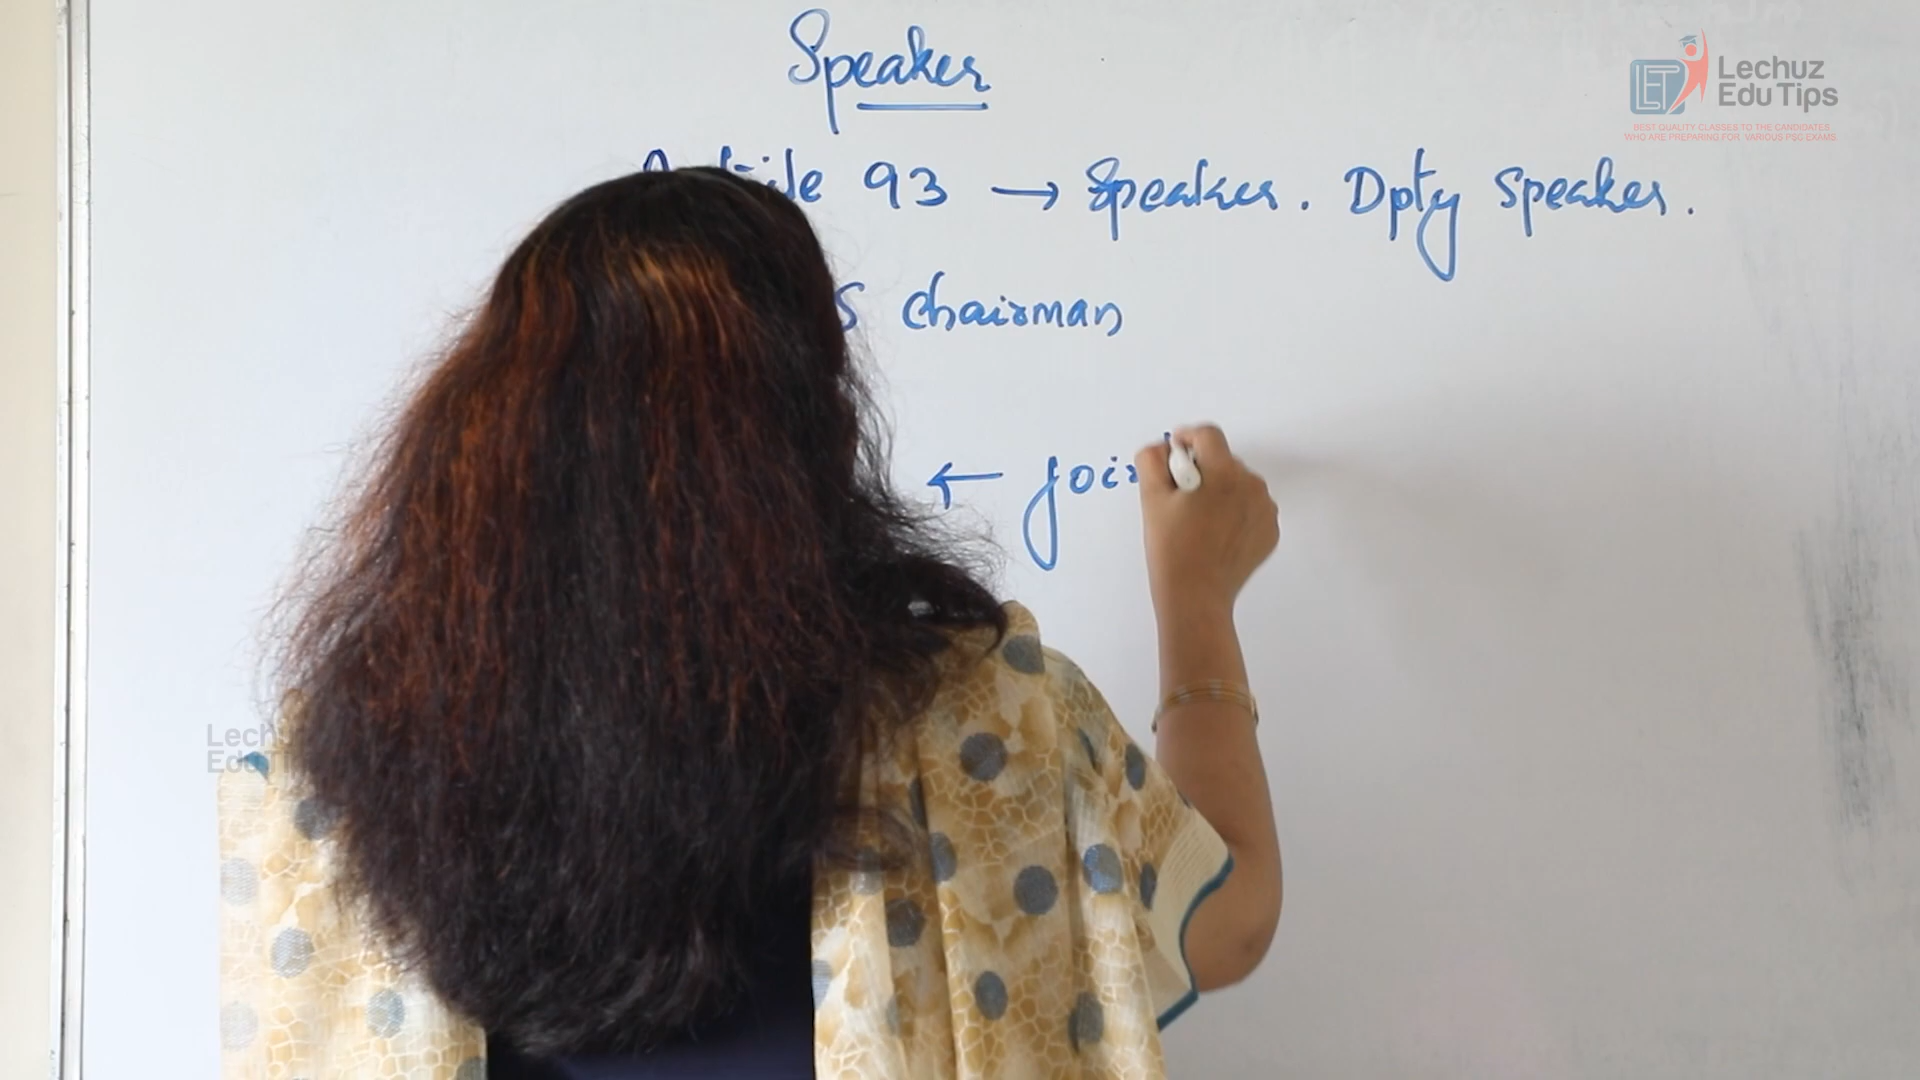 Speaker
Lechuz
Edu Tips
BEST QUALITY CLASSES TO THE CANDIDATES
WHO ARE PREPARING FOR VARIOUS PSC EXAMS
93 → Speaker. Dpty Speaker.
chairman
←